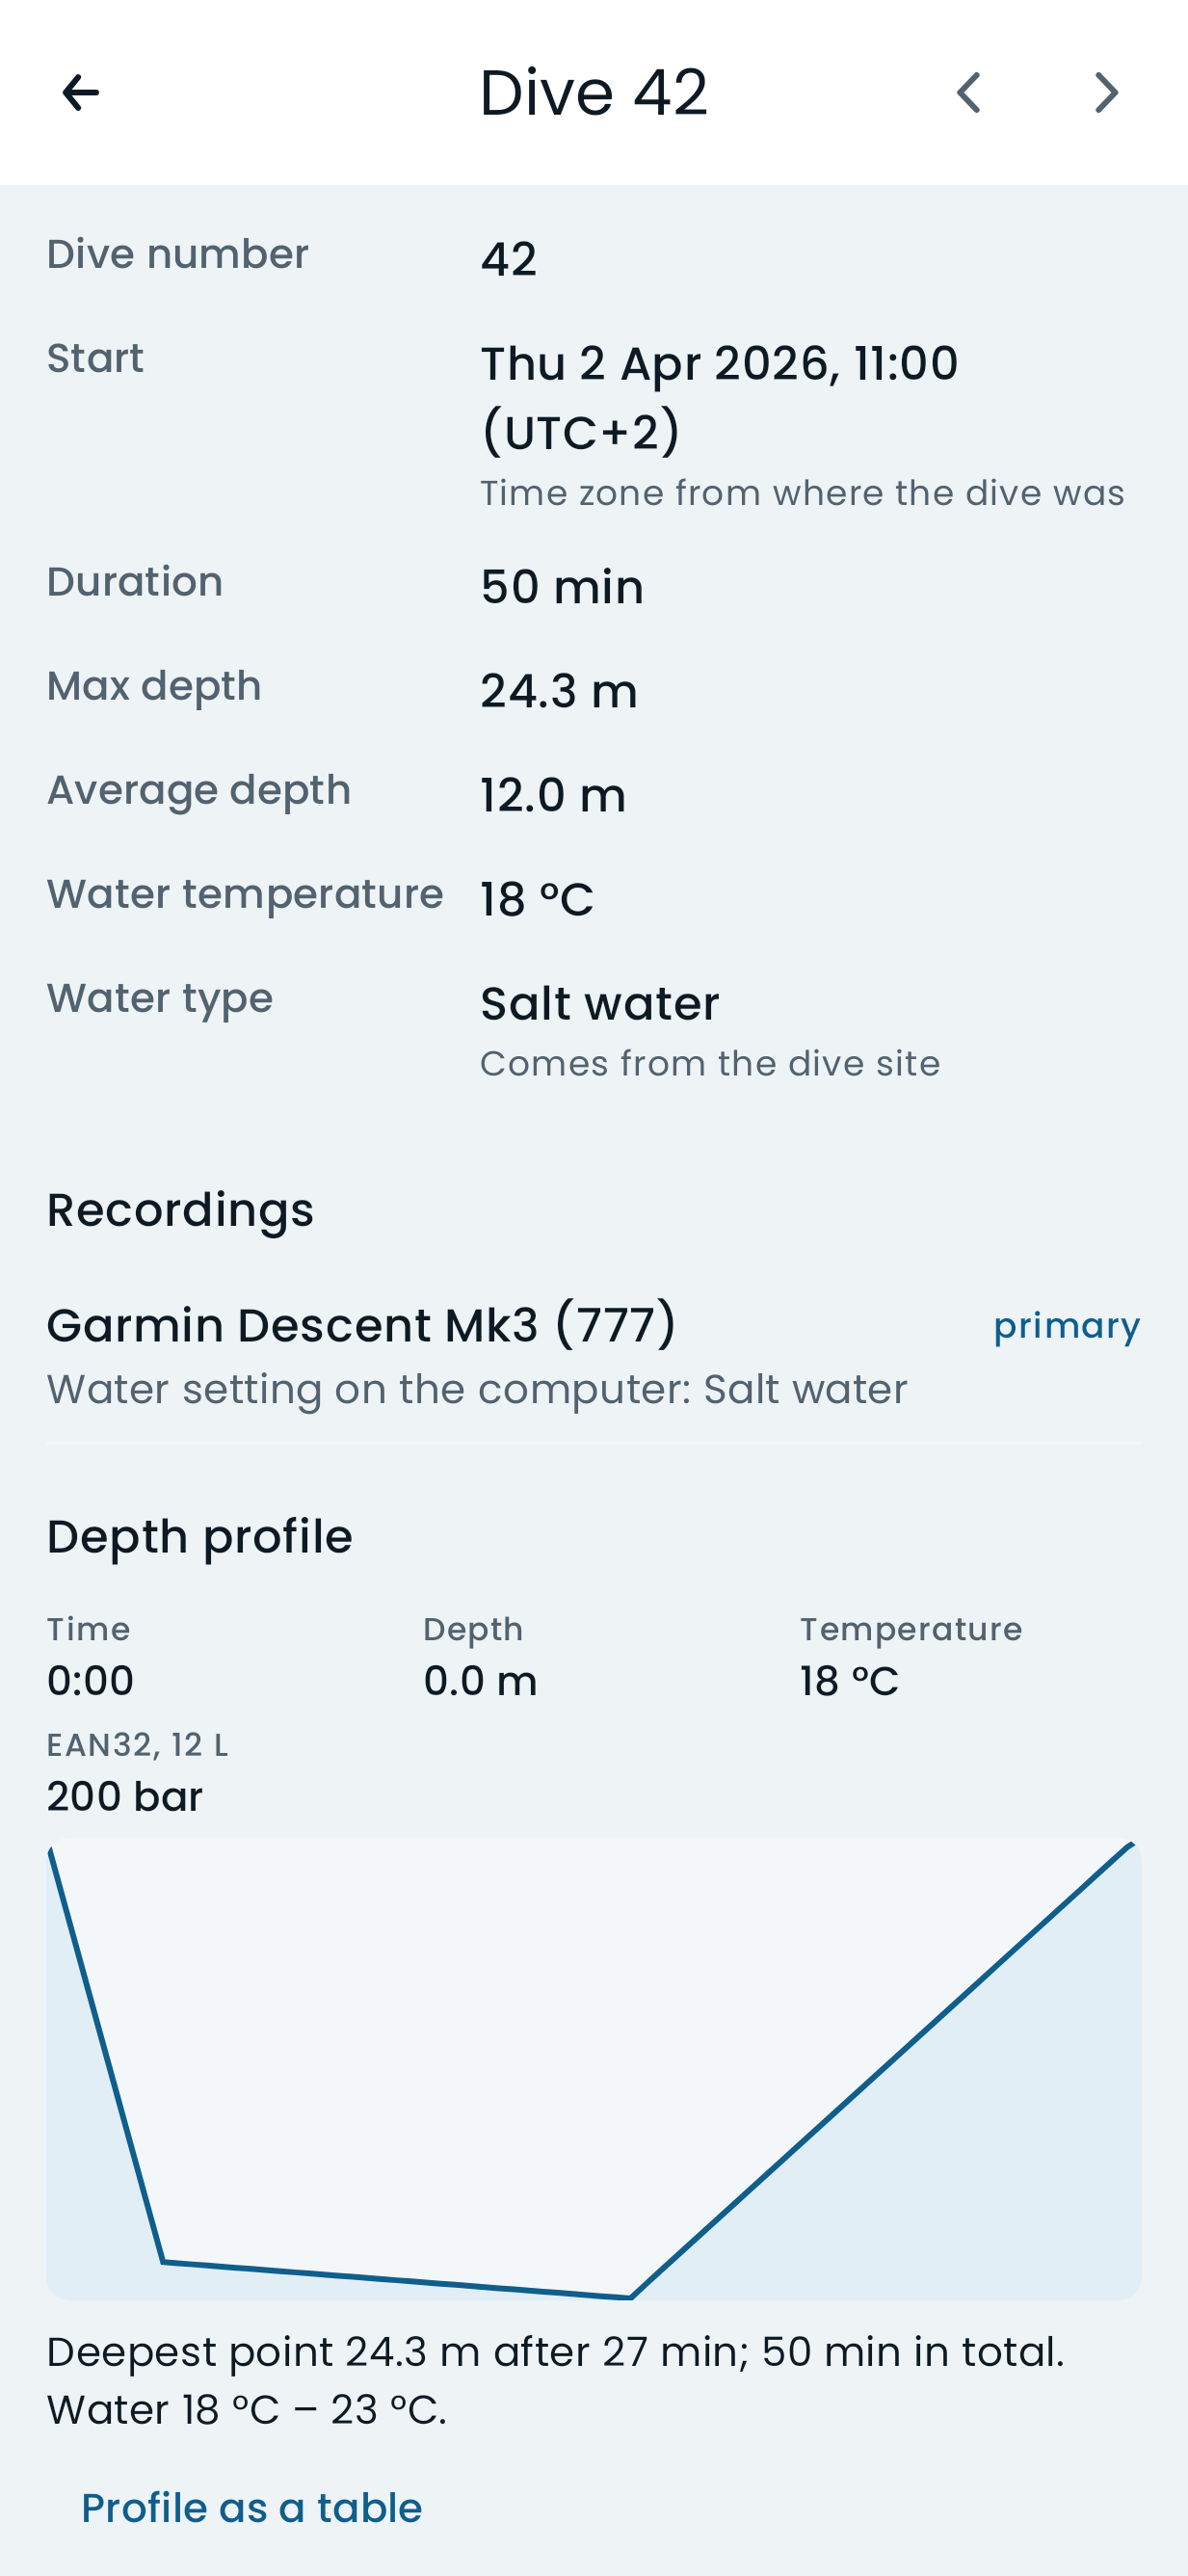 Dive 42
Dive number
42
Start
Thu 2 Apr 2026, 11:00
(UTC+2)
Time zone from where the dive was
Duration
50 min
Max depth
24.3 m
Average depth
12.0 m
Water temperature
18 °C
Water type
Salt water
Comes from the dive site
Recordings
Garmin Descent Mk3 (777)
primary
Water setting on the computer: Salt water
Depth profile
Time
Depth
Temperature
0:00
0.0 m
18 °C
EAN32, 12 L
200 bar
Deepest point 24.3 m after 27 min; 50 min in total.
Water 18 °C – 23 °C.
Profile as a table